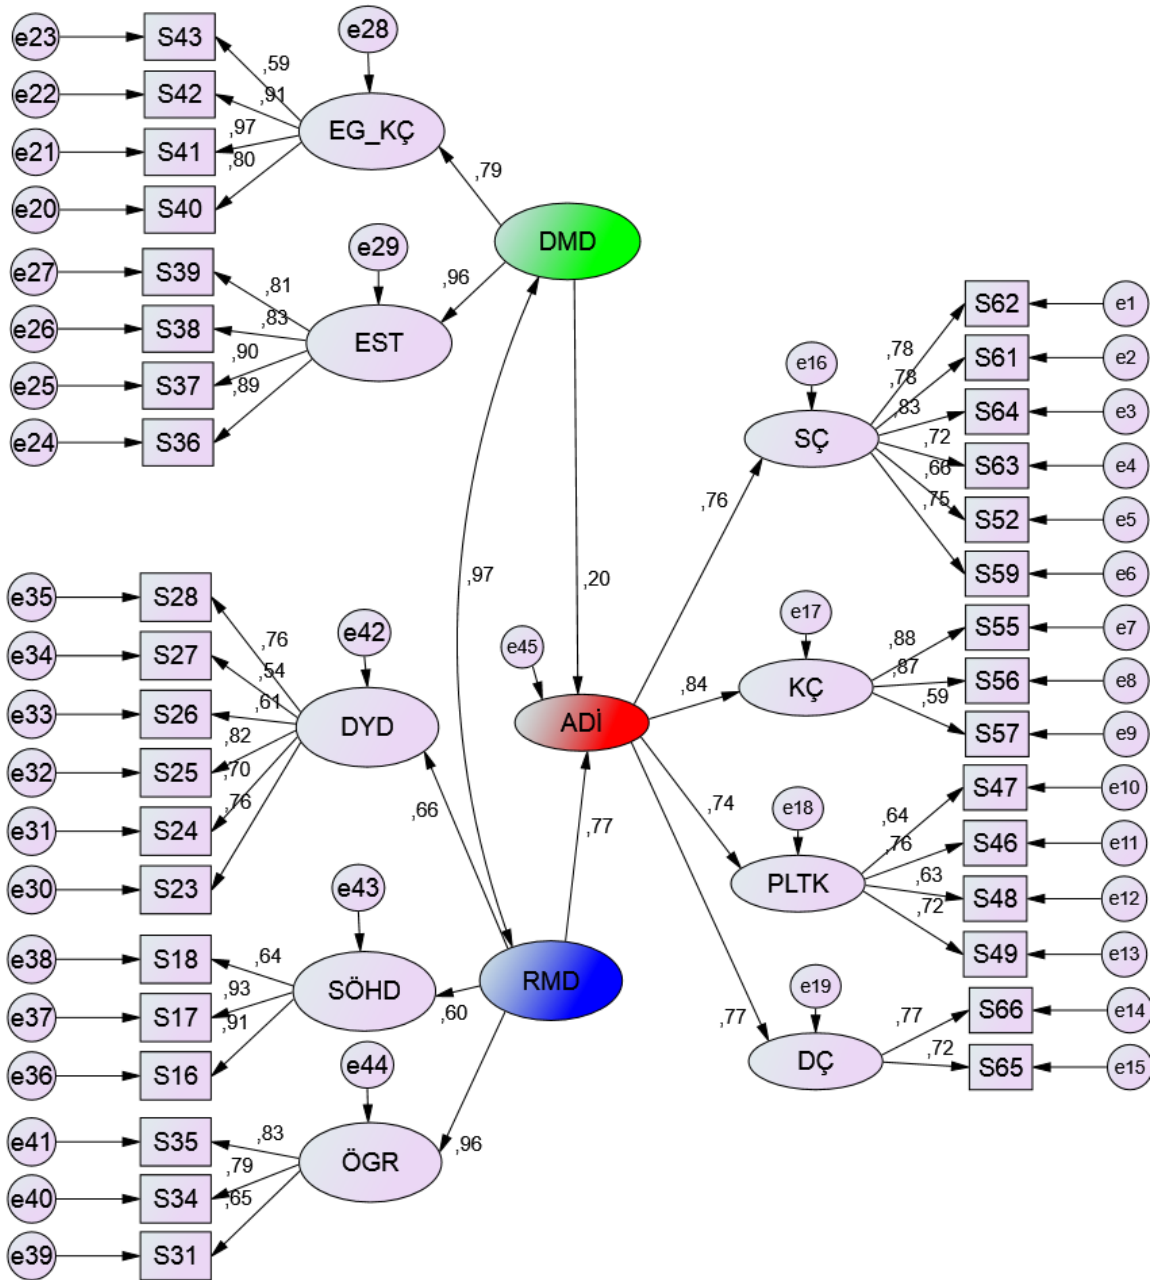 e23 S43 ,59 e28
e22 S42 ,91 EG_KÇ
e21 S41 ,97
e20 S40 ,80 ,79
DMD
e27 S39 ,81 e29 ,96
e26 S38 ,83 EST
e25 S37 ,90
e24 S36 ,89
,97
,20
e35 S28 ,76 e42
e34 S27 ,54
e33 S26 ,61 DYD
e32 S25 ,82
e31 S24 ,70
e30 S23 ,76
,66
e45
ADİ
,77
e38 S18 ,64 e43
e37 S17 ,93 SÖHD ,60 RMD
e36 S16 ,91
e41 S35 ,83 e44 ,96
e40 S34 ,79 ÖGR
e39 S31 ,65
,76
e16 SÇ
,78 S62 e1
,78 S61 e2
,83 S64 e3
,72 S63 e4
,66 S52 e5
,75 S59 e6
,84
e17 KÇ
,88 S55 e7
,87 S56 e8
,59 S57 e9
,74
e18 PLTK
,64 S47 e10
,76 S46 e11
,63 S48 e12
,72 S49 e13
,77
e19 DÇ
,77 S66 e14
,72 S65 e15